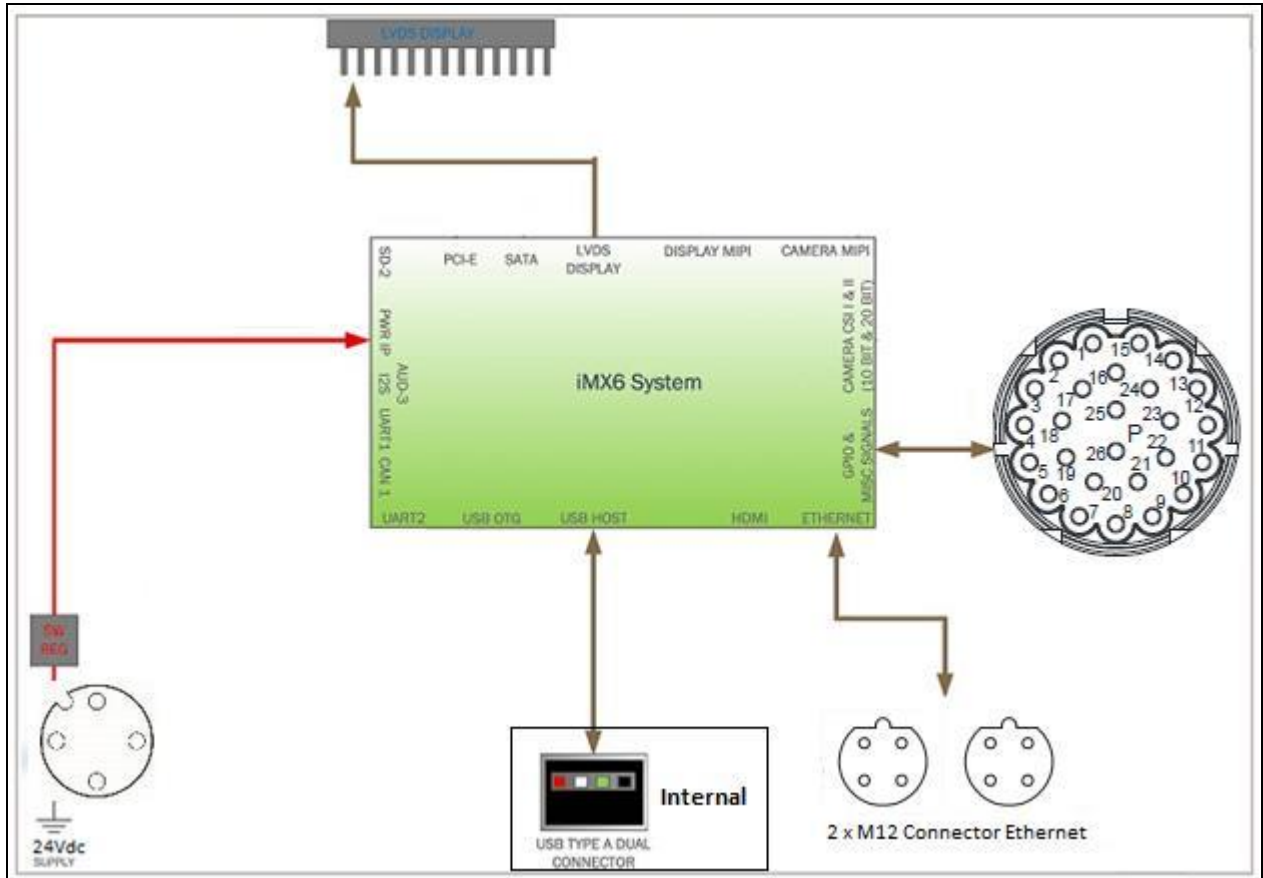 LVDS DISPLAY
SD-2
PCI-E
SATA
LVDS
DISPLAY
DISPLAY MIPI
CAMERA MIPI
PWR IP
I2S
UART1
CAN 1
AUD-3
iMX6 System
CAMERA CSI I & II
(10 BIT & 20 BIT)
GPIO &
MISC.SIGNALS
UART2
USB OTG
USB HOST
HDMI
ETHERNET
1
15
2
14
16
24
13
3
17
25
23
12
4
18
P
26
22
11
5
19
21
10
6
20
9
7
8
SW
REG
24Vdc
SUPPLY
Internal
USB TYPE A DUAL
CONNECTOR
2 x M12 Connector Ethernet